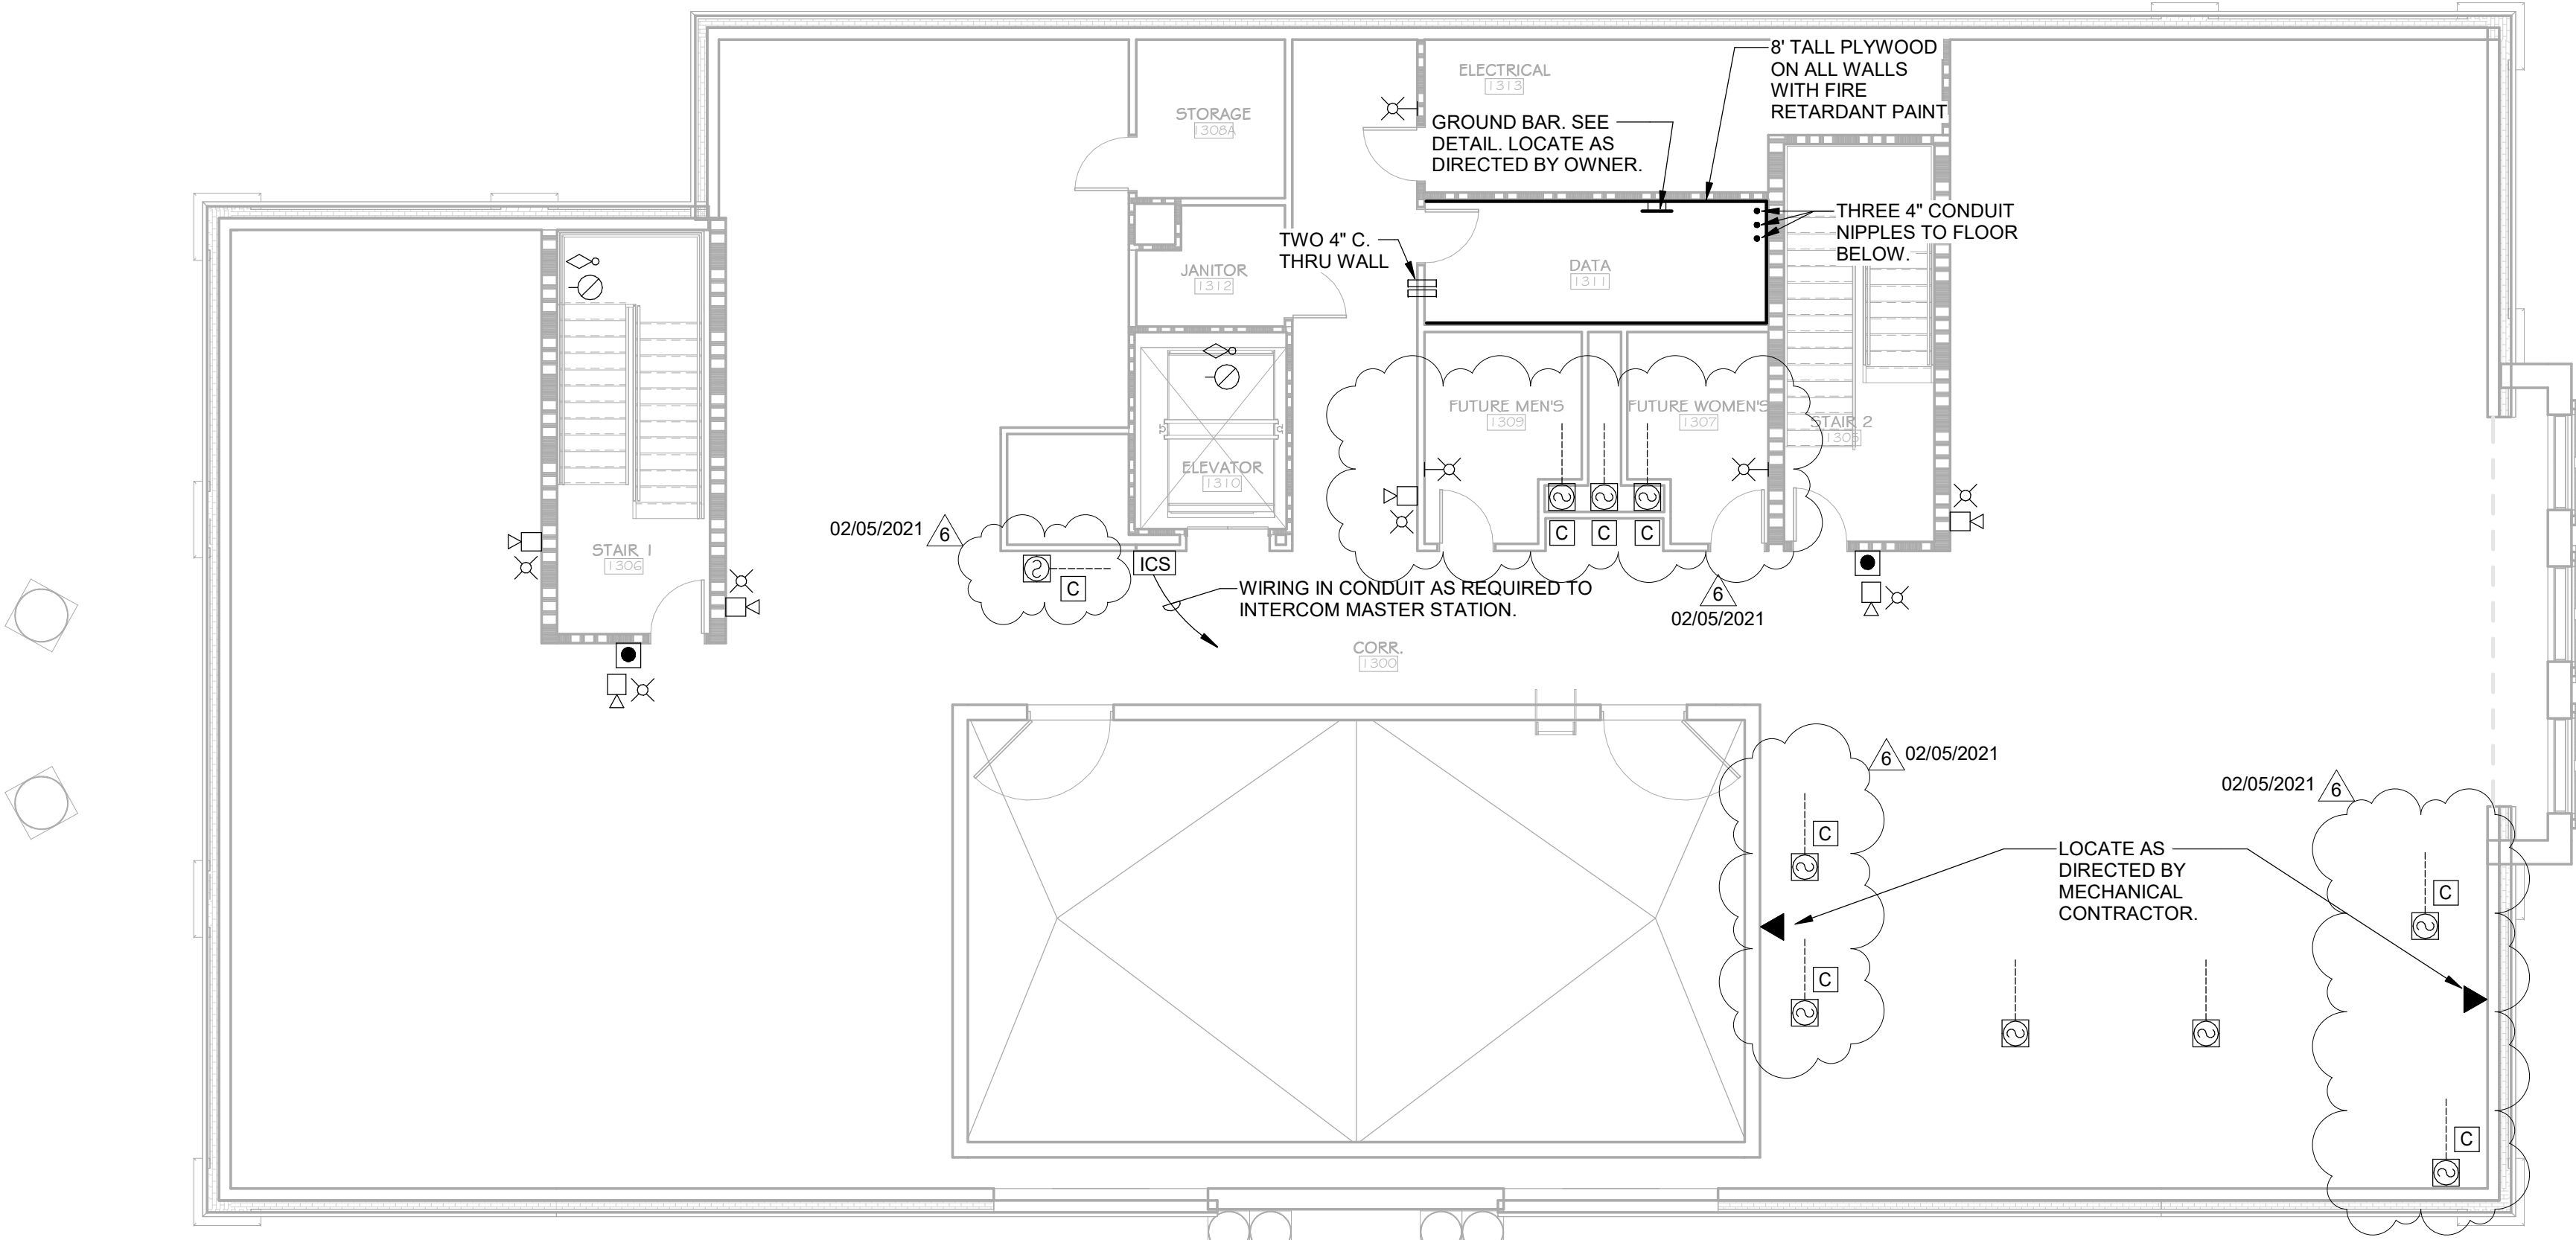 8' TALL PLYWOOD
ON ALL WALLS
WITH FIRE
RETARDANT PAINT
ELECTRICAL
1313
STORAGE
1308A
GROUND BAR. SEE
DETAIL. LOCATE AS
DIRECTED BY OWNER.
THREE 4" CONDUIT
NIPPLES TO FLOOR
BELOW.
TWO 4" C.
THRU WALL
JANITOR
1312
DATA
1311
FUTURE MEN'S
1309
FUTURE WOMEN'S
1307
STAIR 2
1305
ELEVATOR
1310
02/05/2021
6
STAIR 1
1306
C
C
C
ICS
C
WIRING IN CONDUIT AS REQUIRED TO
INTERCOM MASTER STATION.
6
02/05/2021
CORR.
1300
6
02/05/2021
02/05/2021
6
C
LOCATE AS
DIRECTED BY
MECHANICAL
CONTRACTOR.
C
C
C